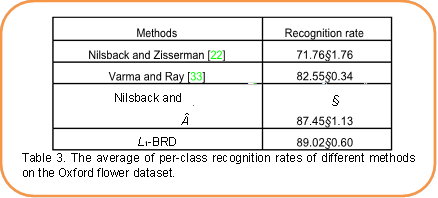 Methods Recognition rate
Nilsback and Zisserman [22] 71.76§1.76
Varma and Ray [33] 82.55§0.34
Nilsback and §
Â 87.45§1.13
L₁-BRD 89.02§0.60
Table 3. The average of per-class recognition rates of different methods
on the Oxford flower dataset.